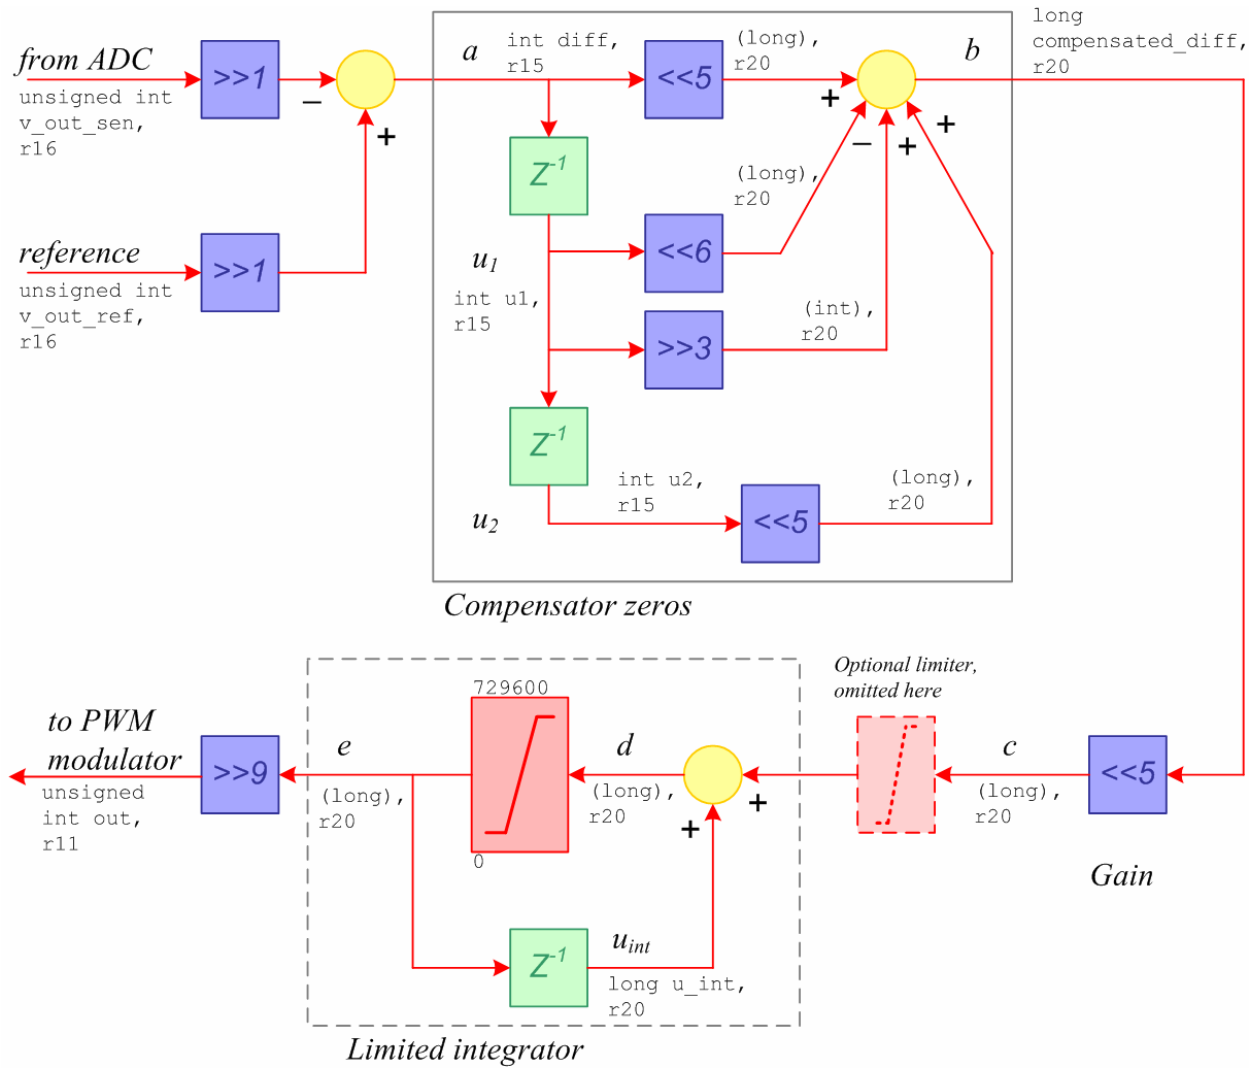 from ADC
unsigned int
v_out_sen,
r16
>>1
−
+
reference
unsigned int
v_out_ref,
r16
>>1
a
int diff,
r15
<<5
(long),
r20
+
−
+
+
b
long
compensated_diff,
r20
Z⁻¹
(long),
r20
u₁
<<6
int u1,
r15
(int),
r20
>>3
Z⁻¹
int u2,
r15
(long),
r20
u₂
<<5
Compensator zeros
Optional limiter,
omitted here
729600
0
to PWM
modulator
unsigned
int out,
r11
>>9
e
(long),
r20
d
(long),
r20
+
+
c
(long),
r20
<<5
Gain
Z⁻¹
u_int
long u_int,
r20
Limited integrator